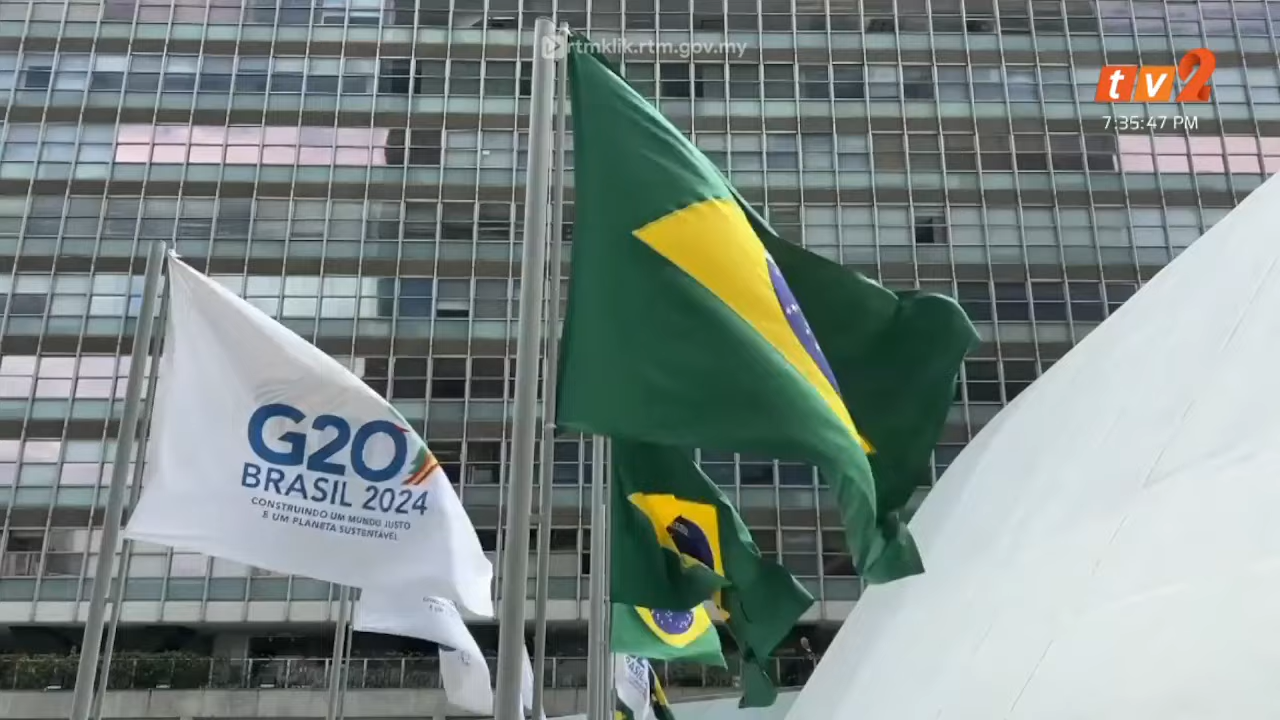 rtmklik.rtm.gov.my
tv2
7:35:47 PM
G20
BRASIL 2024
CONSTRUINDO UM MUNDO JUSTO
E UM PLANETA SUSTENTÁVEL